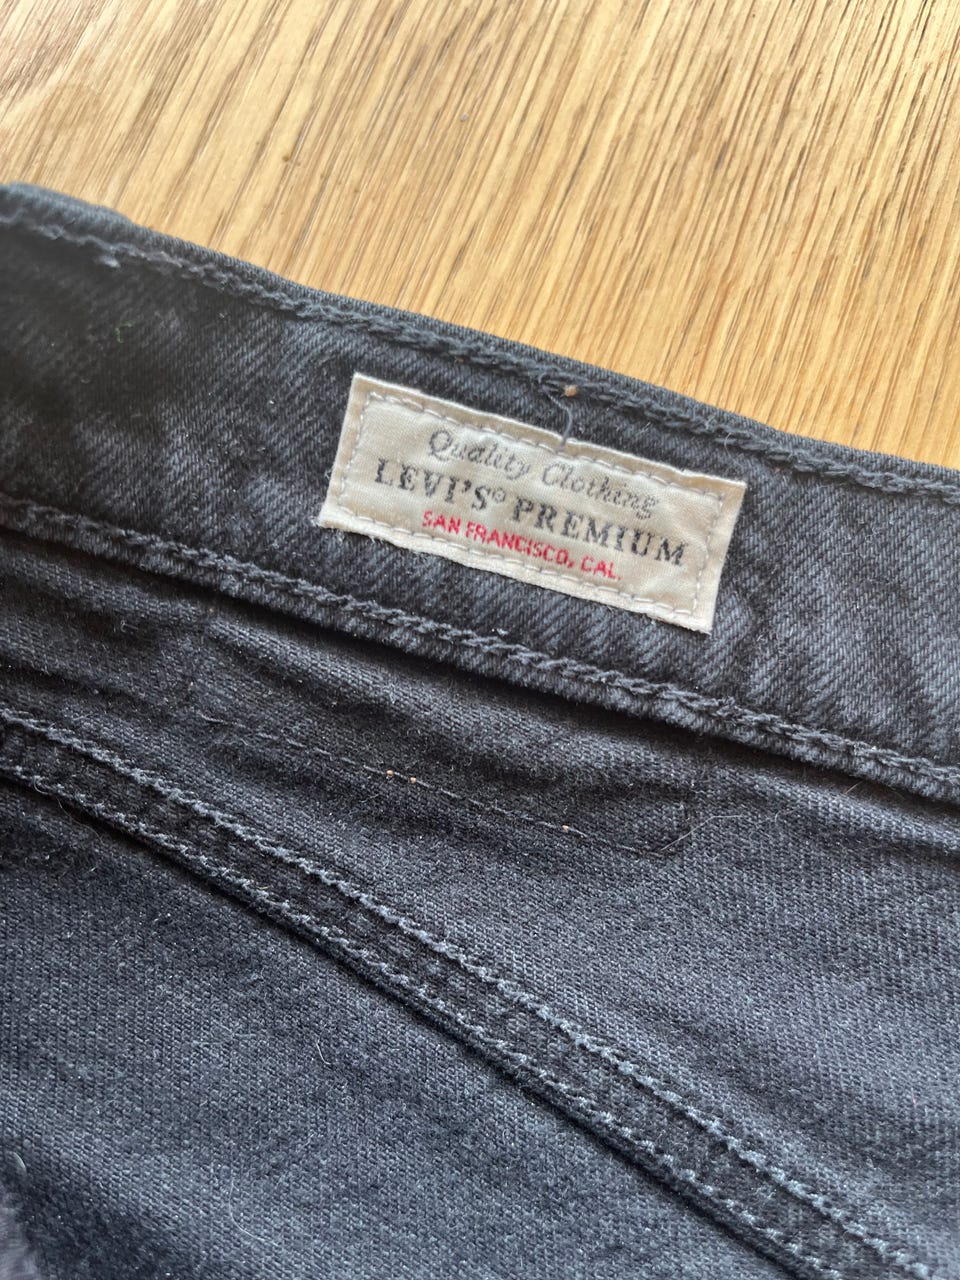 Quality Clothing
LEVI'S® PREMIUM
SAN FRANCISCO, CAL.